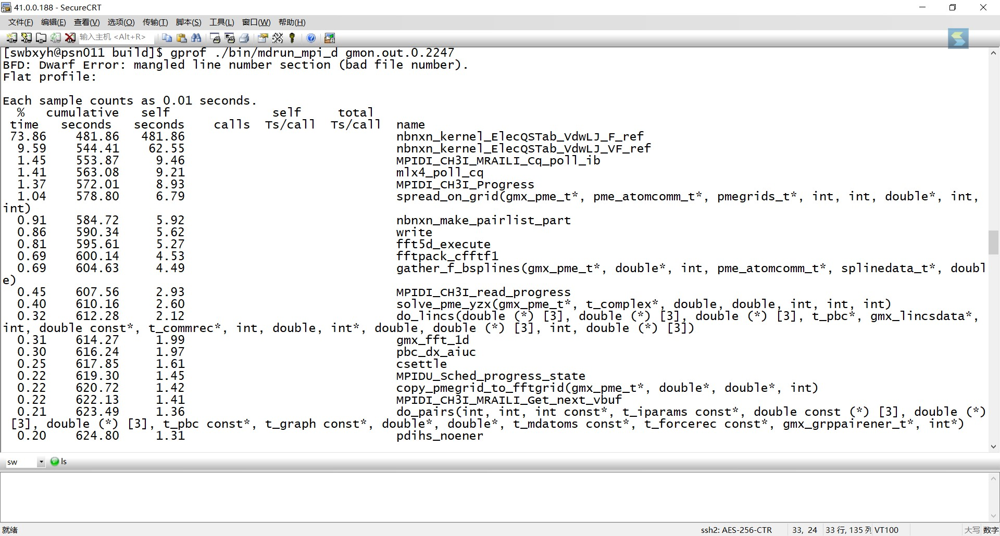 41.0.0.188 - SecureCRT
文件(F) 编辑(E) 查看(V) 选项(O) 传输(T) 脚本(S) 工具(L) 窗口(W) 帮助(H)
输入主机 <Alt+R>
[swbxyh@psn011 build]$ gprof ./bin/mdrun_mpi_d gmon.out.0.2247
BFD: Dwarf Error: mangled line number section (bad file number).
Flat profile:
Each sample counts as 0.01 seconds.
% cumulative self self total
time seconds seconds calls Ts/call Ts/call name
73.86 481.86 481.86 nbnxn_kernel_ElecQSTab_VdwLJ_F_ref
9.59 544.41 62.55 nbnxn_kernel_ElecQSTab_VdwLJ_VF_ref
1.45 553.87 9.46 MPIDI_CH3I_MRAILI_Cq_poll_ib
1.41 563.08 9.21 mlx4_poll_cq
1.37 572.01 8.93 MPIDI_CH3I_Progress
1.04 578.80 6.79 spread_on_grid(gmx_pme_t*, pme_atomcomm_t*, pmegrids_t*, int, int, double*, int,
int)
0.91 584.72 5.92 nbnxn_make_pairlist_part
0.86 590.34 5.62 write
0.81 595.61 5.27 fft5d_execute
0.69 600.14 4.53 fftpack_cfftf1
0.69 604.63 4.49 gather_f_bsplines(gmx_pme_t*, double*, int, pme_atomcomm_t*, splinedata_t*, doubl
e)
0.45 607.56 2.93 MPIDI_CH3I_read_progress
0.40 610.16 2.60 solve_pme_yzx(gmx_pme_t*, t_complex*, double, double, int, int, int)
0.32 612.28 2.12 do_lincs(double (*) [3], double (*) [3], double (*) [3], t_pbc*, gmx_lincsdata*,
int, double const*, t_commrec*, int, double, int*, double, double (*) [3], int, double (*) [3])
0.31 614.27 1.99 gmx_fft_1d
0.30 616.24 1.97 pbc_dx_aiuc
0.25 617.85 1.61 csettle
0.22 619.30 1.45 MPIDU_Sched_progress_state
0.22 620.72 1.42 copy_pmegrid_to_fftgrid(gmx_pme_t*, double*, double*, int)
0.22 622.13 1.41 MPIDI_CH3I_MRAILI_Get_next_vbuf
0.21 623.49 1.36 do_pairs(int, int, int const*, t_iparams const*, double const (*) [3], double (*)
[3], double (*) [3], t_pbc const*, t_graph const*, double*, double*, t_mdatoms const*, t_forcerec const*, gmx_grppairener_t*, int*)
0.20 624.80 1.31 pdihs_noener
sw ls
就绪 ssh2: AES-256-CTR 33, 24 33 行, 135 列 VT100 大写 数字